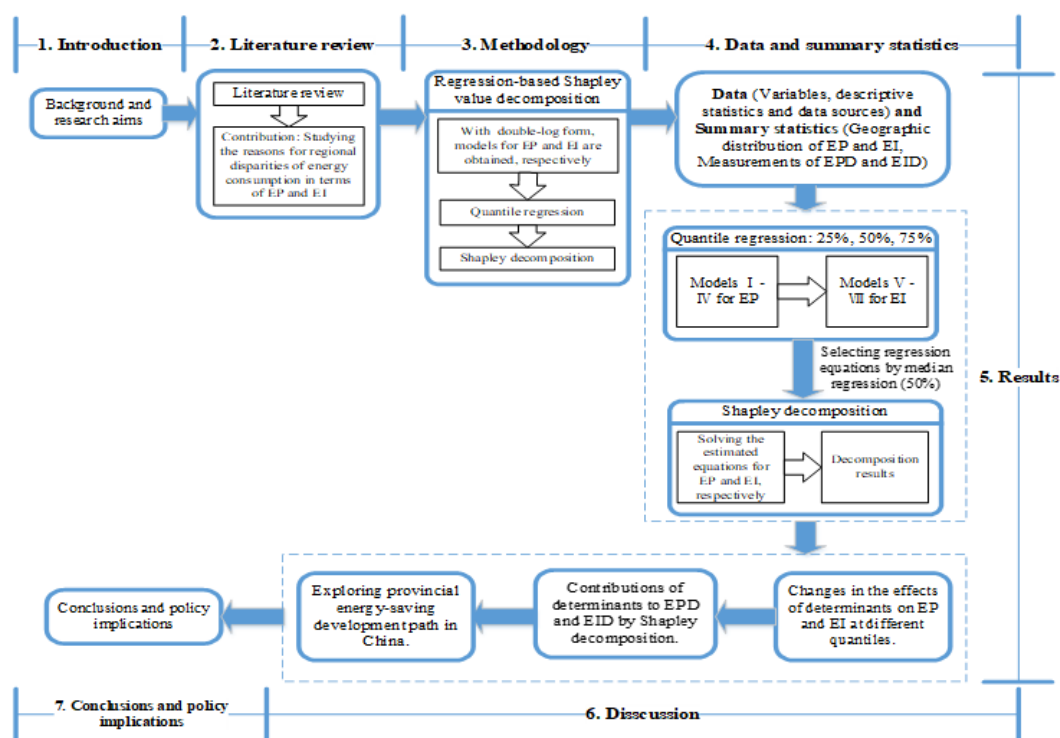 1. Introduction
2. Literature review
3. Methodology
4. Data and summary statistics
Background and
research aims
Literature review
Contribution: Studying
the reasons for regional
disparities of energy
consumption in terms
of EP and EI
Regression-based Shapley
value decomposition
With double-log form,
models for EP and EI are
obtained, respectively
Quantile regression
Shapley decomposition
Data (Variables, descriptive
statistics and data sources) and
Summary statistics (Geographic
distribution of EP and EI,
Measurements of EPD and EID)
Quantile regression: 25%, 50%, 75%
Models I -
IV for EP
Models V -
VII for EI
Selecting regression
equations by median
regression (50%)
5. Results
Shapley decomposition
Solving the
estimated
equations for
EP and EI,
respectively
Decomposition
results
Conclusions and policy
implications
Exploring provincial
energy-saving
development path in
China.
Contributions of
determinants to EPD
and EID by Shapley
decomposition.
Changes in the effects
of determinants on EP
and EI at different
quantiles.
7. Conclusions and policy
implications
6. Disscussion